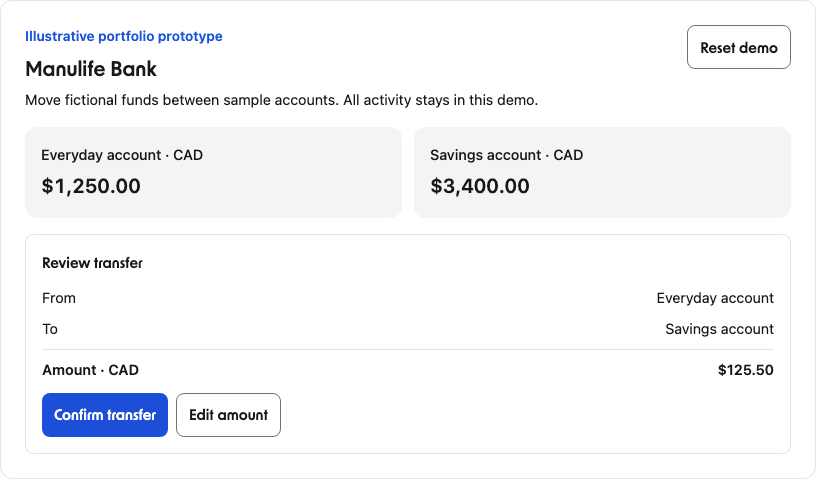 Illustrative portfolio prototype
Reset demo
Manulife Bank
Move fictional funds between sample accounts. All activity stays in this demo.
Everyday account · CAD
$1,250.00
Savings account · CAD
$3,400.00
Review transfer
From
Everyday account
To
Savings account
Amount · CAD
$125.50
Confirm transfer
Edit amount